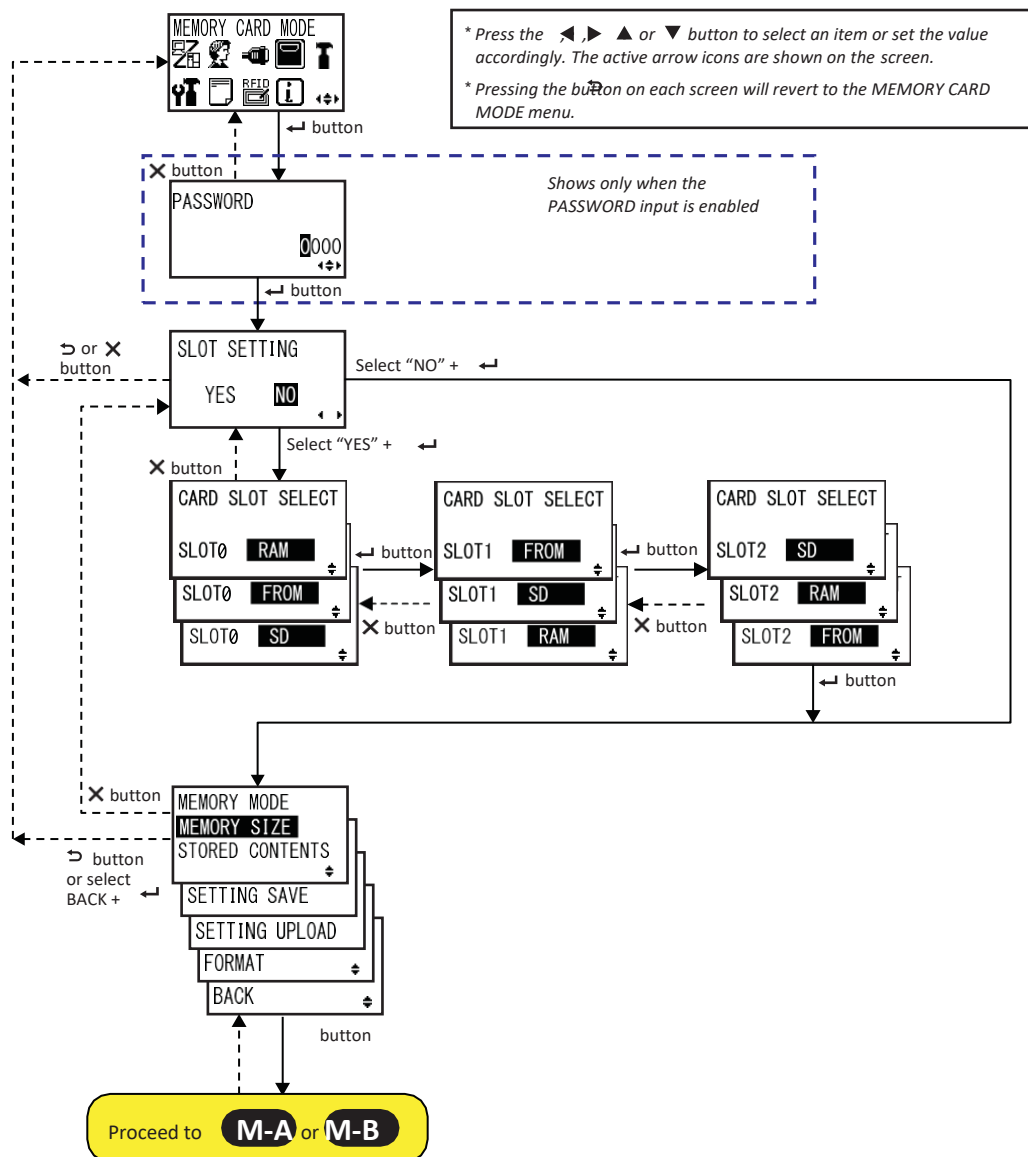 MEMORY CARD MODE
RFID
* Press the ◀ ,▶ ▲ or ▼ button to select an item or set the value
accordingly. The active arrow icons are shown on the screen.
* Pressing the button on each screen will revert to the MEMORY CARD
MODE menu.
↵ button
✕ button
PASSWORD
0000
Shows only when the
PASSWORD input is enabled
↵ button
⮌ or ✕
button
SLOT SETTING
YES NO
Select “NO” + ↵
Select “YES” + ↵
✕ button
CARD SLOT SELECT
SLOT0 RAM
SLOT0 FROM
SLOT0 SD
↵ button
✕ button
CARD SLOT SELECT
SLOT1 FROM
SLOT1 SD
SLOT1 RAM
↵ button
✕ button
CARD SLOT SELECT
SLOT2 SD
SLOT2 RAM
SLOT2 FROM
↵ button
✕ button
MEMORY MODE
MEMORY SIZE
STORED CONTENTS
SETTING SAVE
SETTING UPLOAD
FORMAT
BACK
⮌ button
or select
BACK + ↵
button
Proceed to M-A or M-B